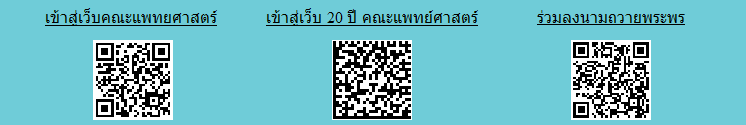 เข้าสู่เว็บคณะแพทยศาสตร์
เข้าสู่เว็บ 20 ปี คณะแพทย์ศาสตร์
ร่วมลงนามถวายพระพร